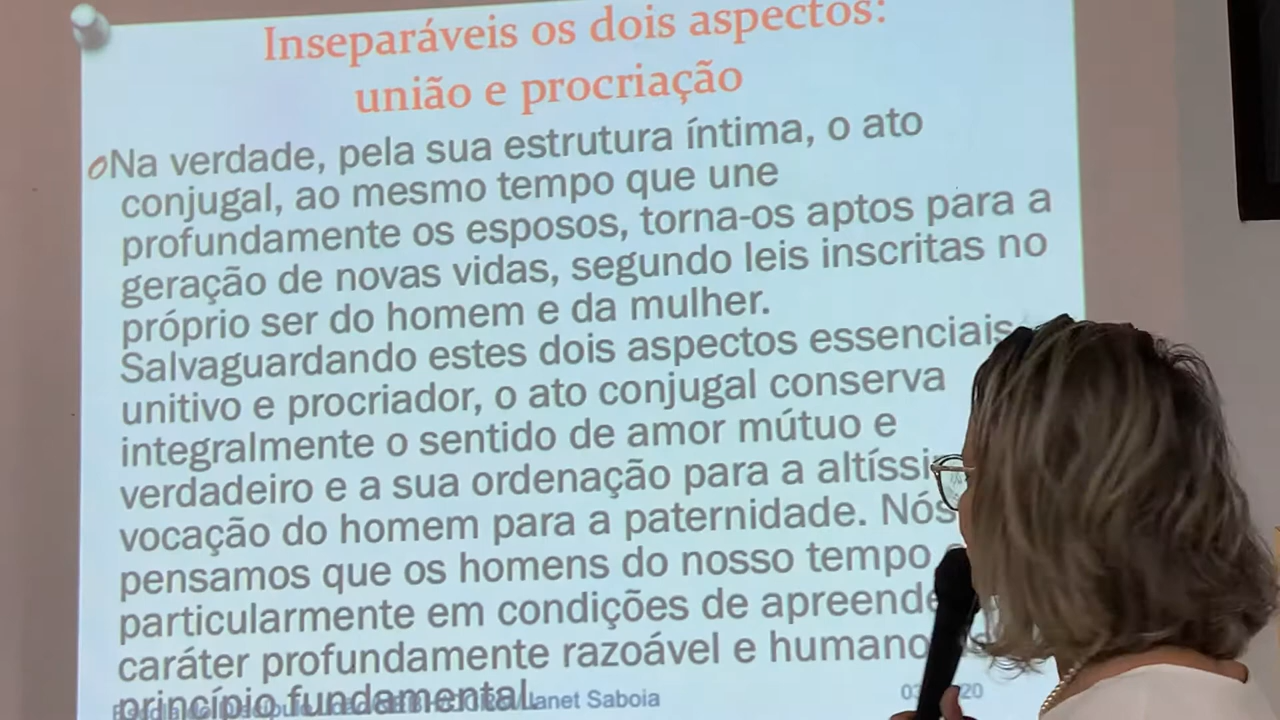 Inseparáveis os dois aspectos:
união e procriação
Na verdade, pela sua estrutura íntima, o ato
conjugal, ao mesmo tempo que une
profundamente os esposos, torna-os aptos para a
geração de novas vidas, segundo leis inscritas no
próprio ser do homem e da mulher.
Salvaguardando estes dois aspectos essenciais
unitivo e procriador, o ato conjugal conserva
integralmente o sentido de amor mútuo e
verdadeiro e a sua ordenação para a
vocação do homem para a paternidade. Nós
pensamos que os homens do nosso tempo
particularmente em condições de
caráter profundamente razoável e humano
princípio fundamental.
Janet Saboia